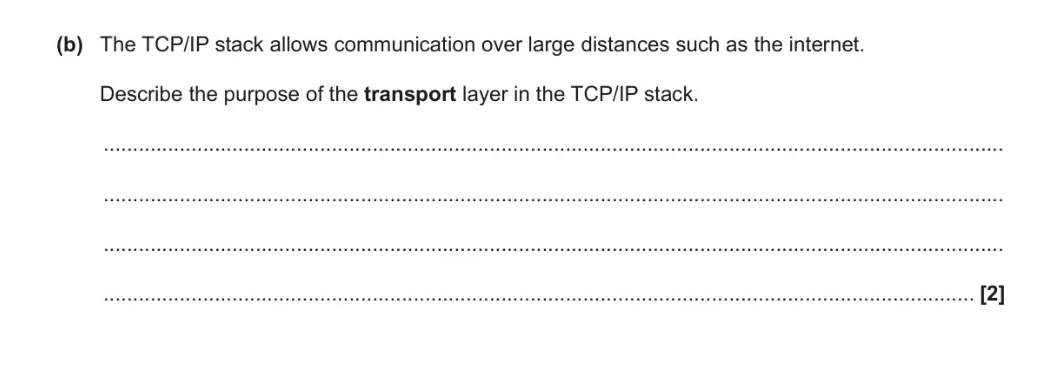 (b) The TCP/IP stack allows communication over large distances such as the internet.
Describe the purpose of the transport layer in the TCP/IP stack.
[2]